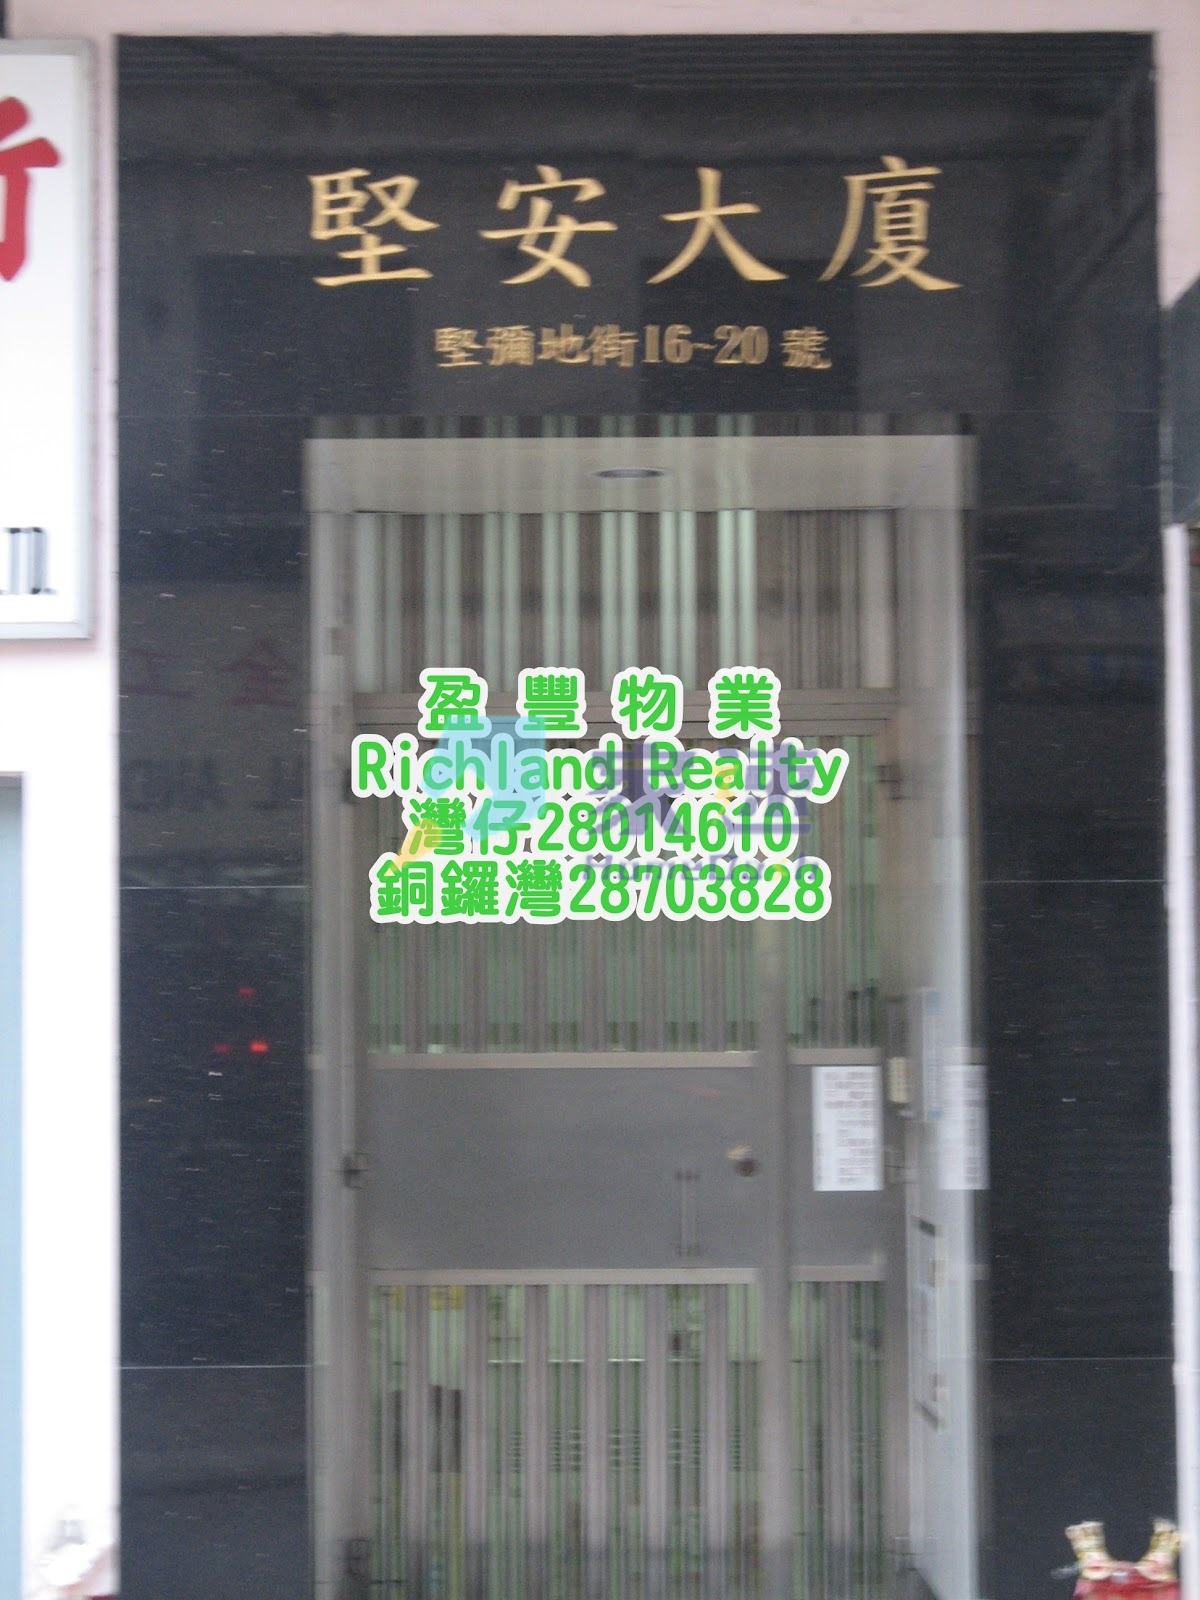 堅安大廈
堅彌地街16~20號
盈豐物業
Richland Realty
灣仔28014610
銅鑼灣28703828